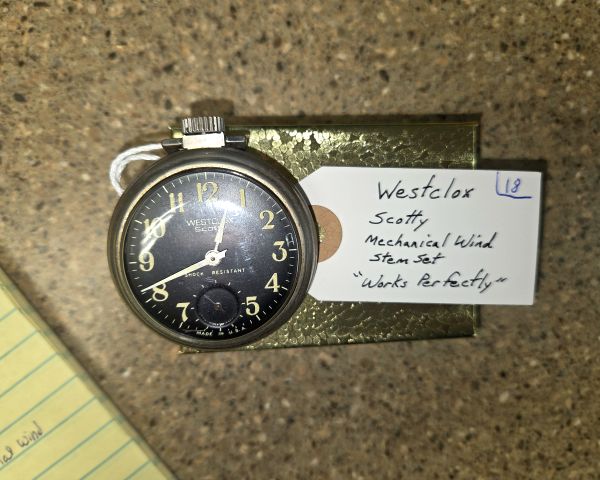 12
11
10
9
8
7
5
4
3
2
1
WESTCLOX
SCOTTY
SHOCK RESISTANT
MADE IN U.S.A.
18
Westclox
Scotty
Mechanical Wind
Stem Set
"Works Perfectly"
Wind